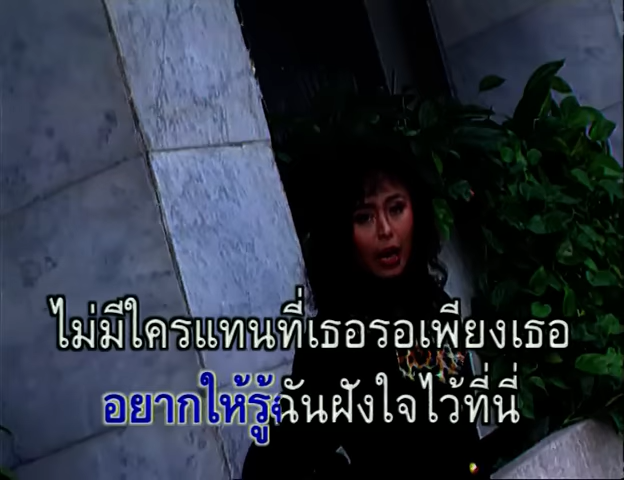 ไม่มีใครแทนที่เธอรอเพียงเธอ
อยากให้รู้ฉันฝังใจไว้ที่นี่